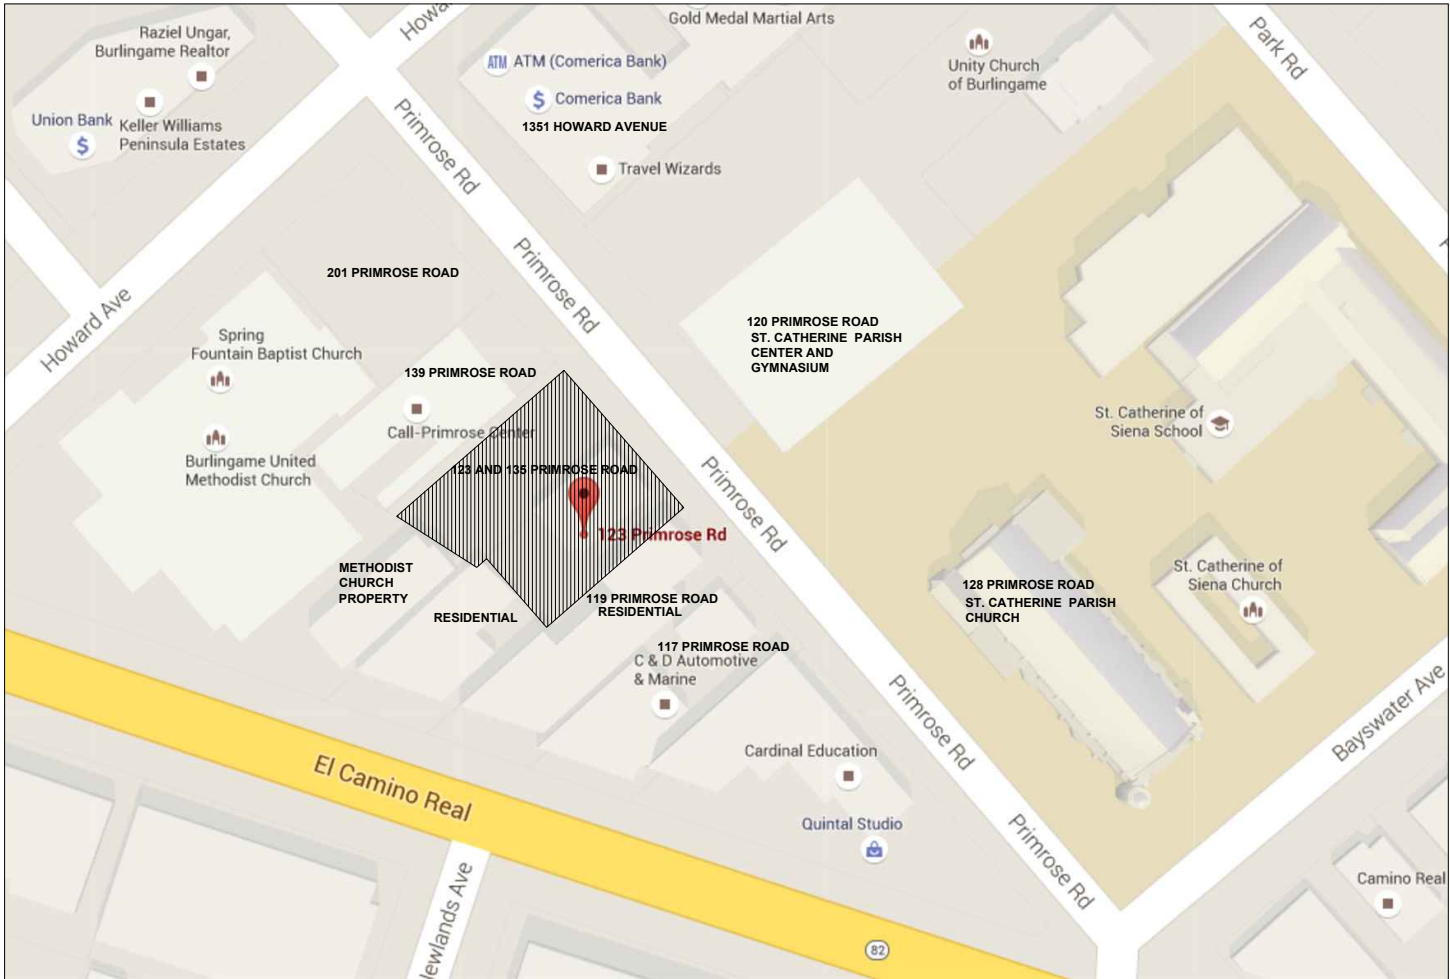 Howa
Gold Medal Martial Arts
Raziel Ungar,
Burlingame Realtor
Park Rd
ATM ATM (Comerica Bank)
Unity Church
of Burlingame
$ Comerica Bank
Union Bank
$
Keller Williams
Peninsula Estates
1351 HOWARD AVENUE
Primrose Rd
Travel Wizards
201 PRIMROSE ROAD
Primrose Rd
Howard Ave
Spring
Fountain Baptist Church
120 PRIMROSE ROAD
ST. CATHERINE PARISH
CENTER AND
GYMNASIUM
139 PRIMROSE ROAD
Call-Primrose Center
St. Catherine of
Siena School
Burlingame United
Methodist Church
123 AND 135 PRIMROSE ROAD
Primrose Rd
123 Primrose Rd
METHODIST
CHURCH
PROPERTY
RESIDENTIAL
119 PRIMROSE ROAD
RESIDENTIAL
128 PRIMROSE ROAD
ST. CATHERINE PARISH
CHURCH
St. Catherine of
Siena Church
117 PRIMROSE ROAD
C & D Automotive
& Marine
Primrose Rd
Bayswater Ave
El Camino Real
Cardinal Education
Quintal Studio
Primrose Rd
Camino Real
Newlands Ave
82